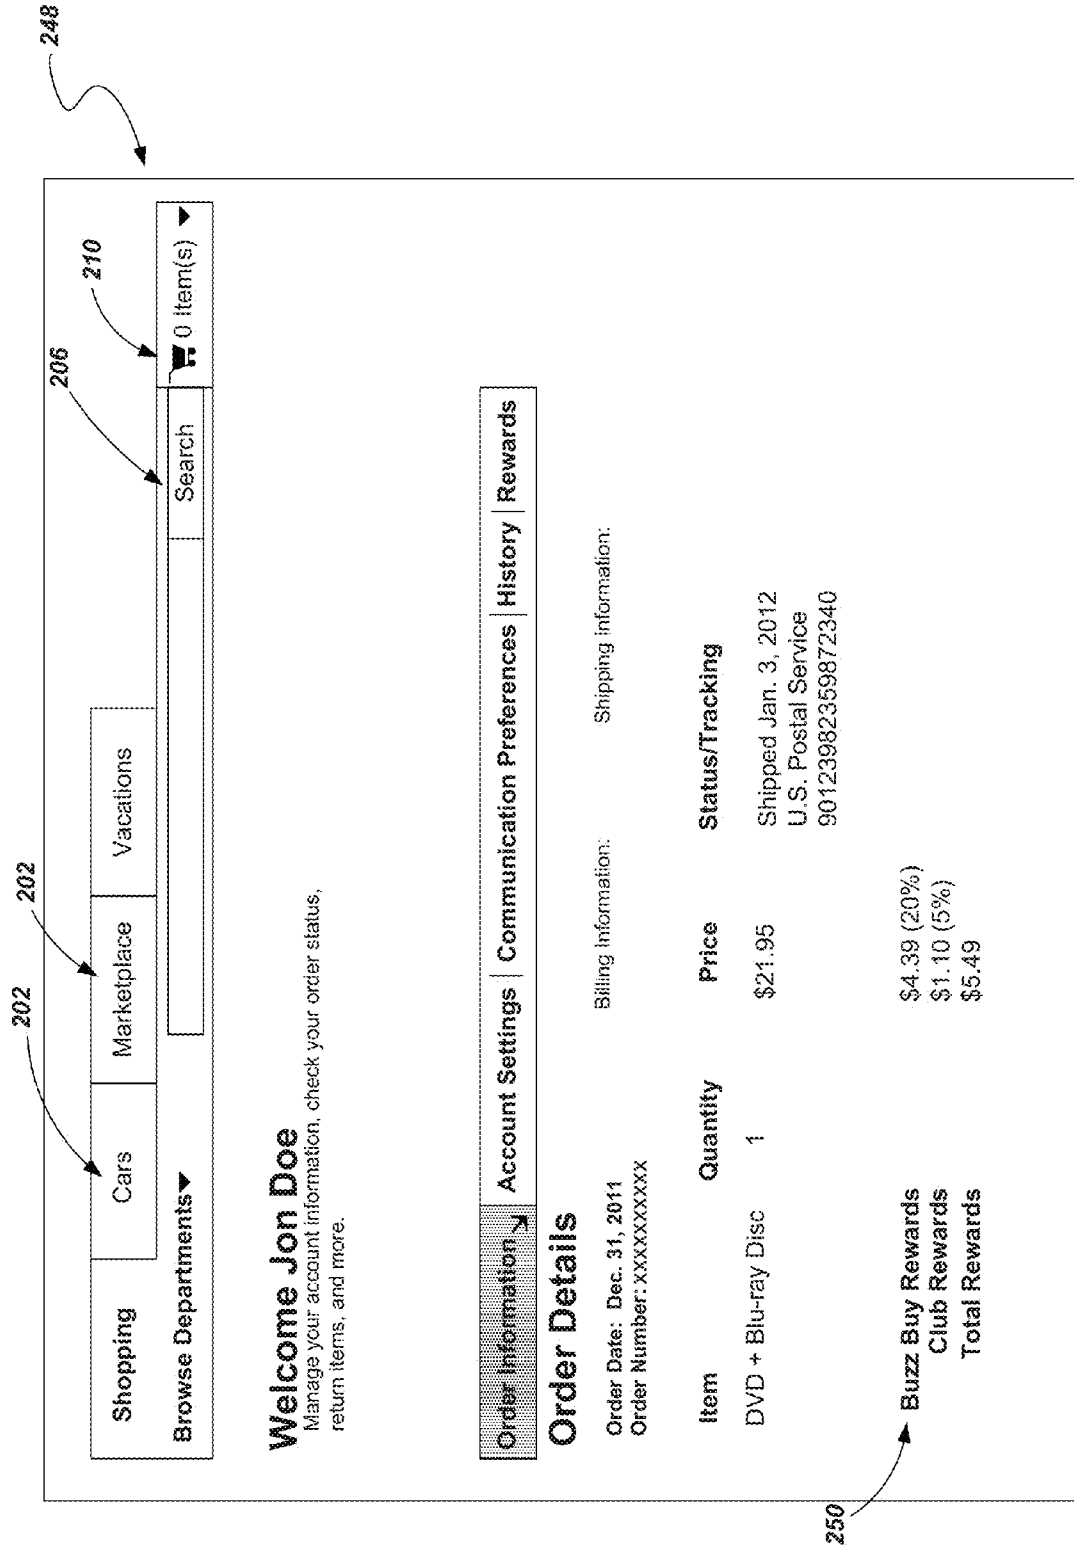 248
202
202
206
210
Shopping Cars Marketplace Vacations
Browse Departments Search 0 Item(s)
Welcome Jon Doe
Manage your account information, check your order status,
return items, and more.
Order Information Account Settings | Communication Preferences | History | Rewards
Order Details
Order Date: Dec. 31, 2011 Billing Information: Shipping Information:
Order Number: xxxxxxxxxx
Item Quantity Price Status/Tracking
DVD + Blu-ray Disc 1 $21.95 Shipped Jan. 3, 2012
U.S. Postal Service
90123982359872340
250
Buzz Buy Rewards $4.39 (20%)
Club Rewards $1.10 (5%)
Total Rewards $5.49